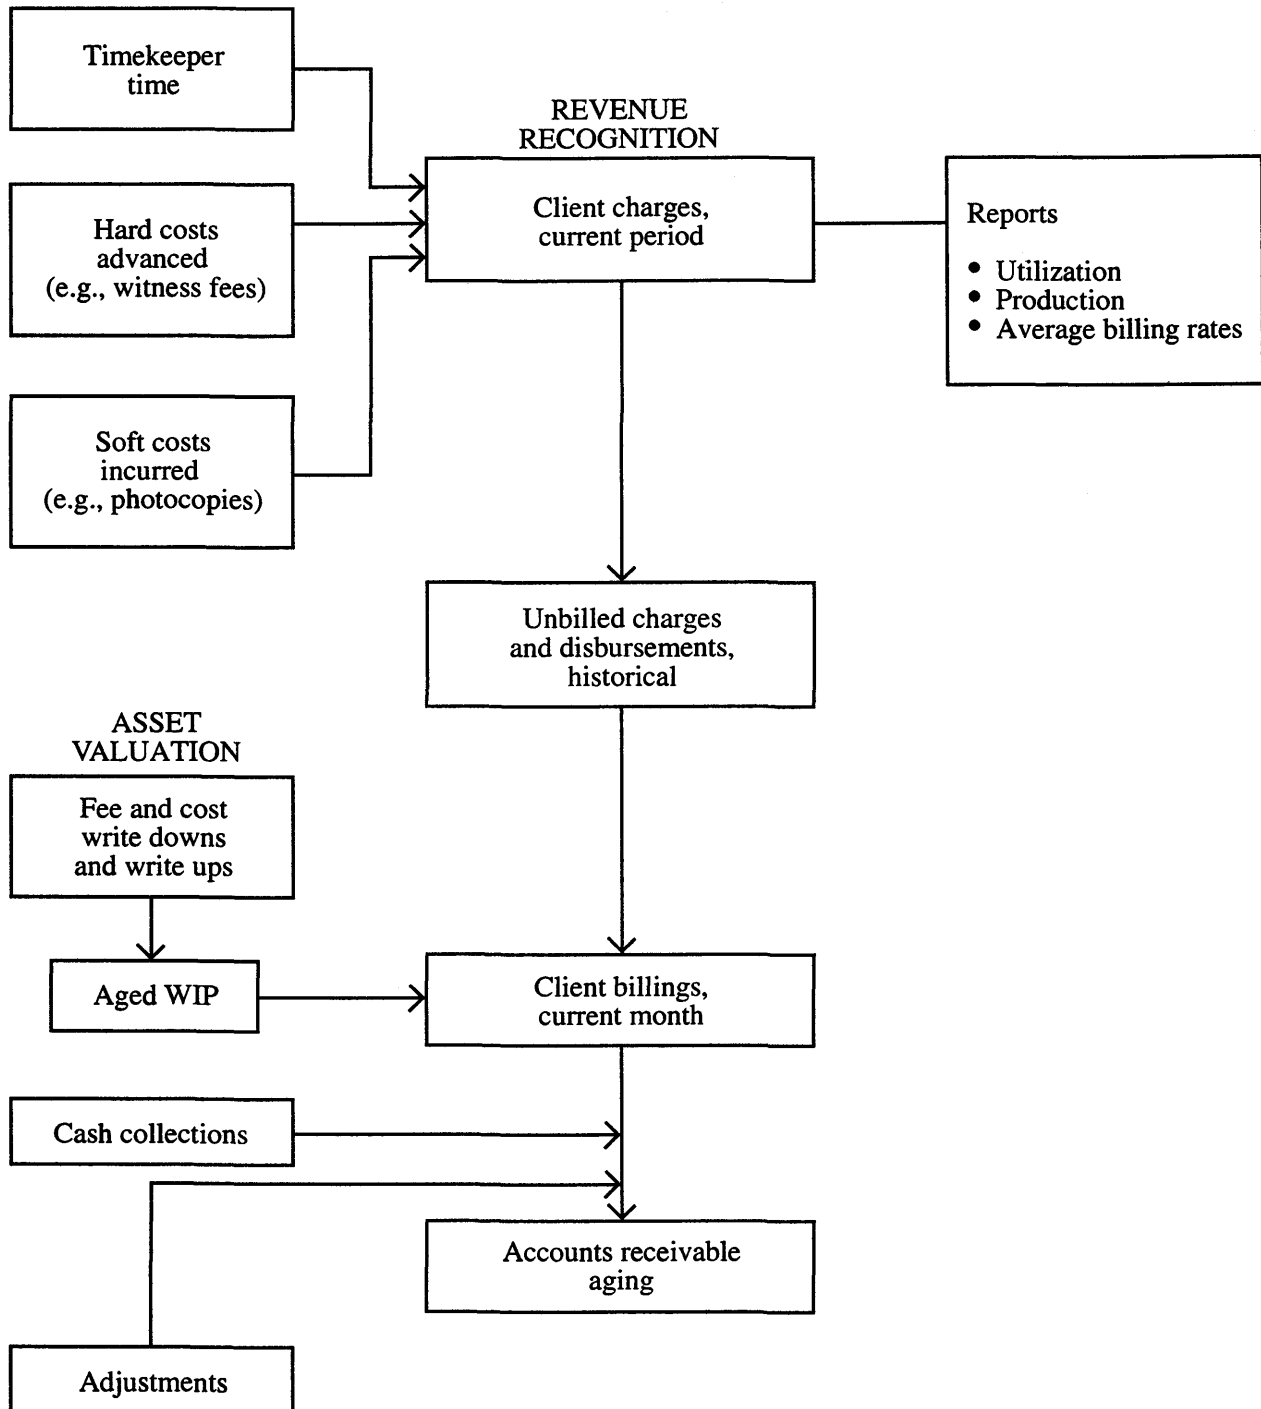 Timekeeper
time
REVENUE
RECOGNITION
Client charges,
current period
Reports
• Utilization
• Production
• Average billing rates
Hard costs
advanced
(e.g., witness fees)
Soft costs
incurred
(e.g., photocopies)
Unbilled charges
and disbursements,
historical
ASSET
VALUATION
Fee and cost
write downs
and write ups
Aged WIP
Client billings,
current month
Cash collections
Accounts receivable
aging
Adjustments